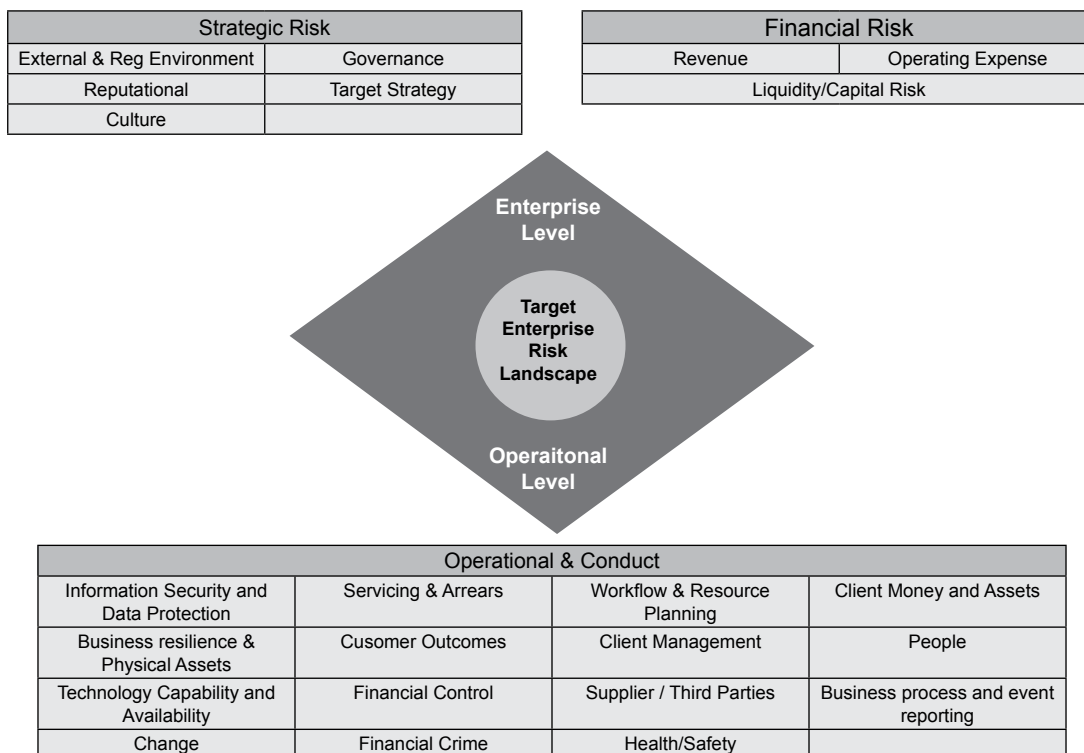 Strategic Risk
External & Reg Environment
Governance
Reputational
Target Strategy
Culture
Financial Risk
Revenue
Operating Expense
Liquidity/Capital Risk
Enterprise
Level
Target
Enterprise
Risk
Landscape
Operaitonal
Level
Operational & Conduct
Information Security and
Data Protection
Servicing & Arrears
Workflow & Resource
Planning
Client Money and Assets
Business resilience &
Physical Assets
Cusomer Outcomes
Client Management
People
Technology Capability and
Availability
Financial Control
Supplier / Third Parties
Business process and event
reporting
Change
Financial Crime
Health/Safety